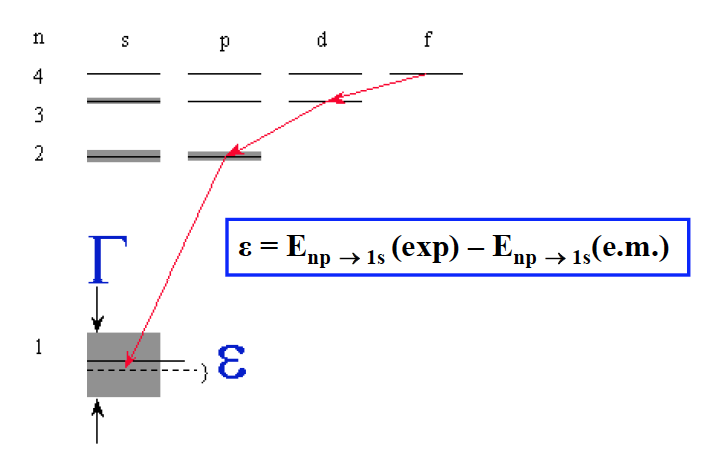 n s p d f
4
3
2
Γ
ε = E_np → 1s (exp) – E_np → 1s(e.m.)
1
} ε